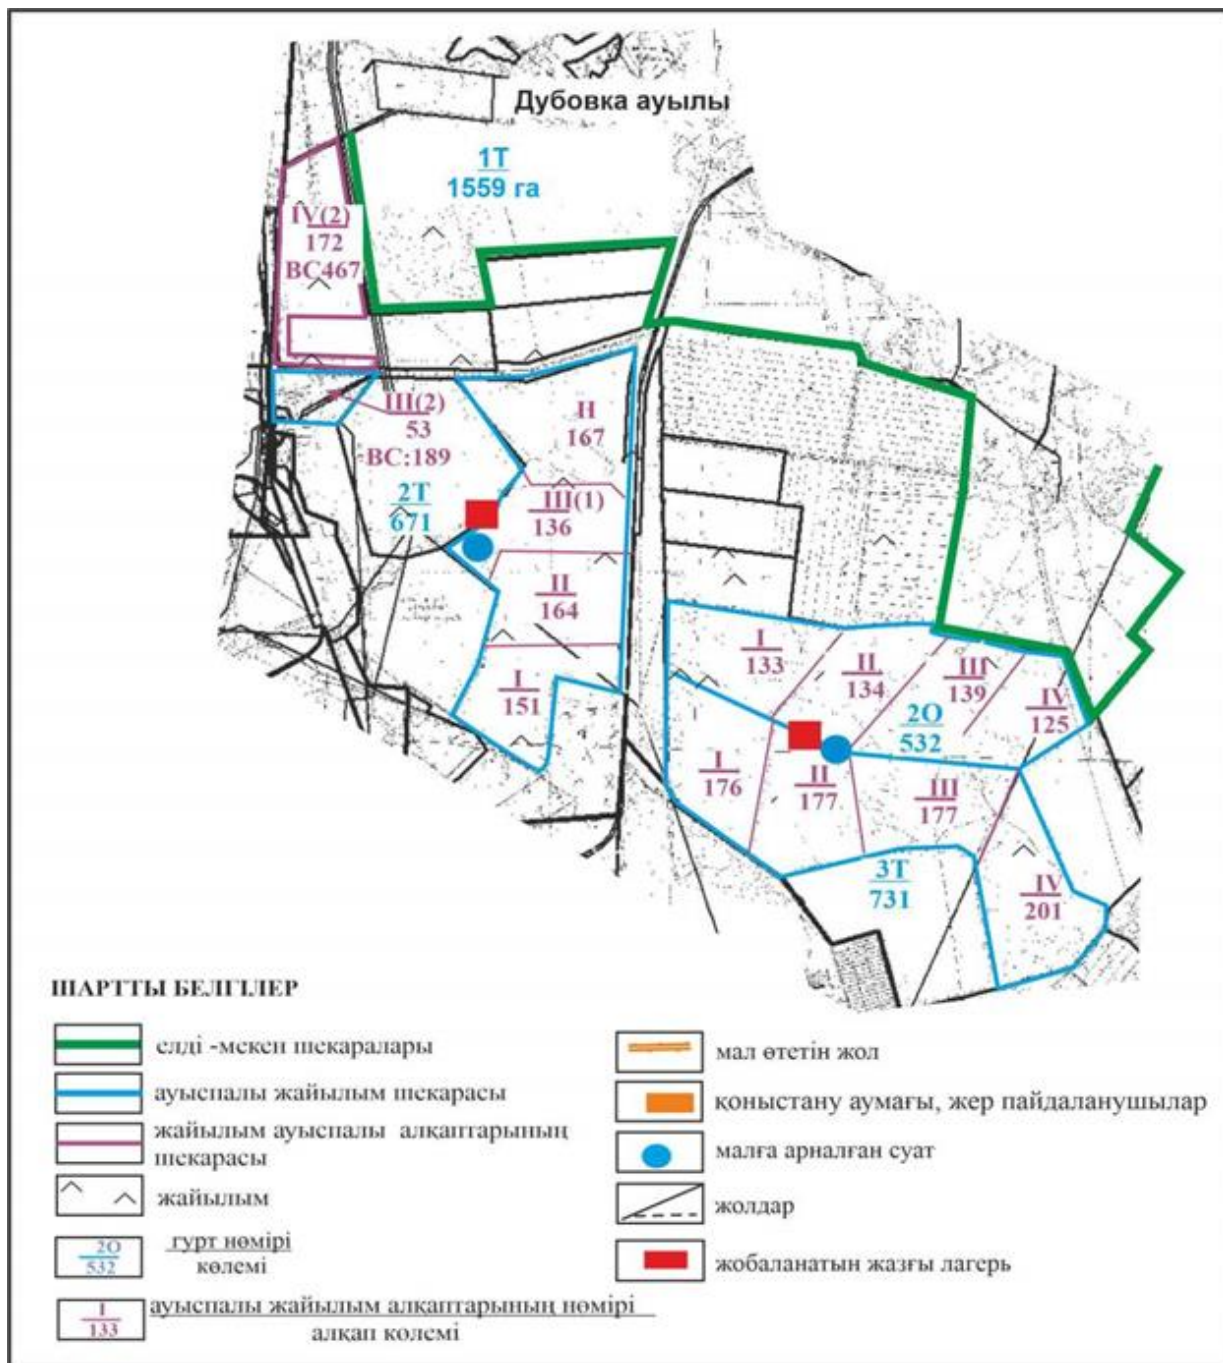 Дубовка ауылы
1Т
1559 га
IV(2)
172
ВС467
III(2)
53
ВС:189
2Т
671
Н
167
III(1)
136
II
164
I
151
I
133
II
134
III
139
2О
532
IV
125
I
176
II
177
III
177
3Т
731
IV
201
ШАРТТЫ БЕЛГІЛЕР
елді -мекен шекаралары
ауыспалы жайылым шекарасы
жайылым ауыспалы алқаптарының
шекарасы
жайылым
2О
532
гурт нөмірі
көлемі
I
133
ауыспалы жайылым алқаптарының нөмірі
алқап көлемі
мал өтетін жол
қоныстану аумағы, жер пайдаланушылар
малға арналған суат
жолдар
жобаланатын жазғы лагерь